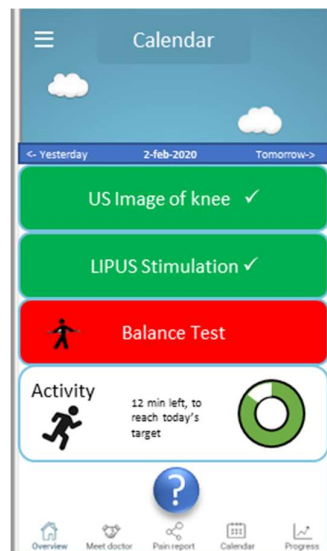 Calendar
<- Yesterday 2-feb-2020 Tomorrow->
US Image of knee ✓
LIPUS Stimulation ✓
Balance Test
Activity
12 min left, to
reach today's
target
?
Overview Meet doctor Pain report Calendar Progress